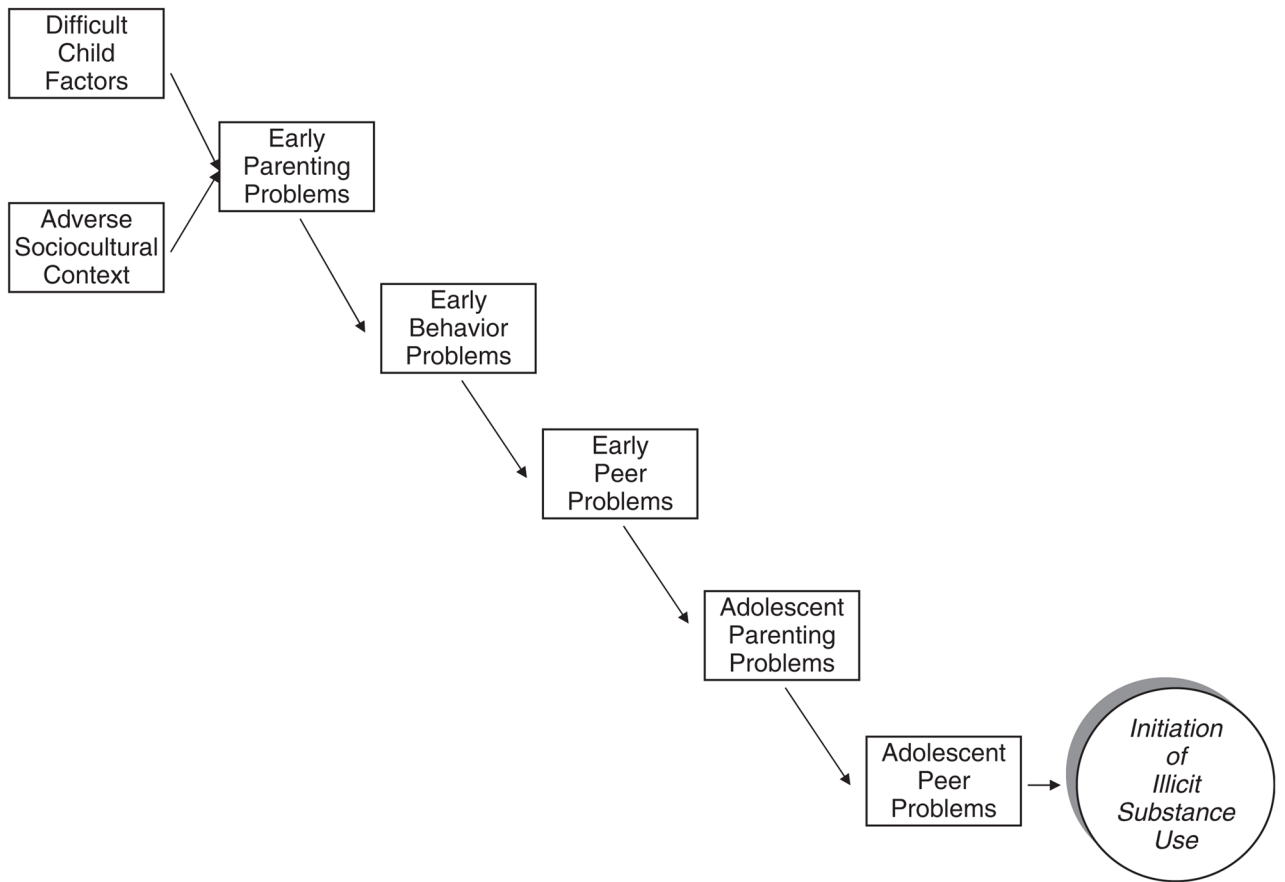 Difficult
Child
Factors
Early
Parenting
Problems
Adverse
Sociocultural
Context
Early
Behavior
Problems
Early
Peer
Problems
Adolescent
Parenting
Problems
Adolescent
Peer
Problems
Initiation
of
Illicit
Substance
Use